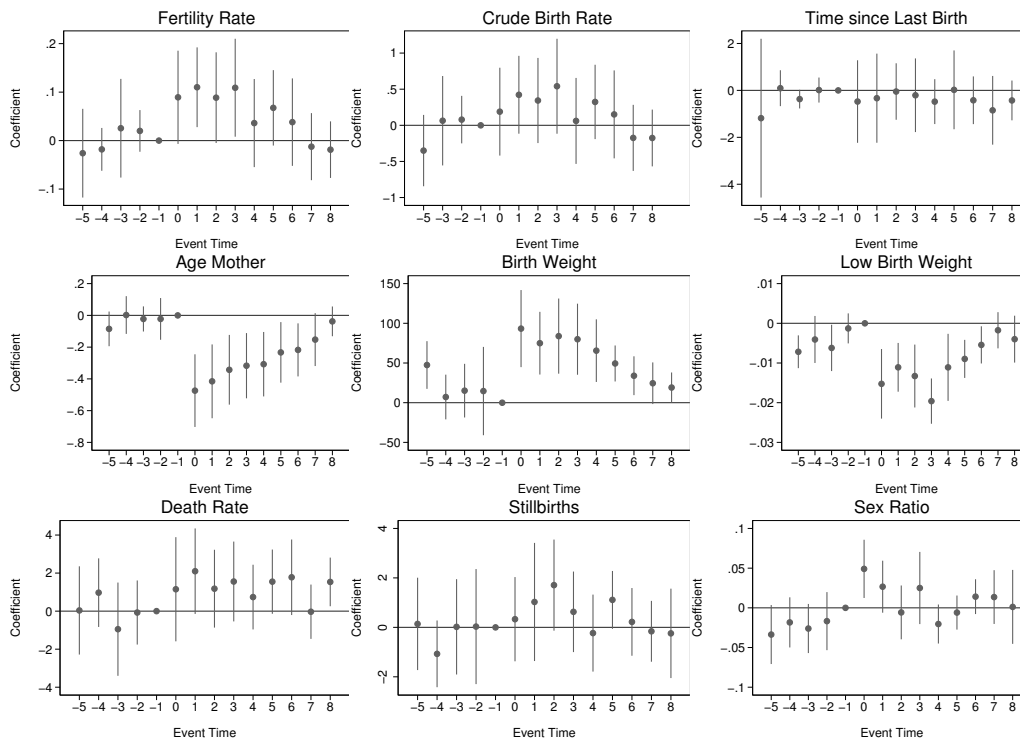 Fertility Rate
Coefficient
.2
.1
0
−.1
−5 −4 −3 −2 −1 0 1 2 3 4 5 6 7 8
Event Time
Crude Birth Rate
Coefficient
1
.5
0
−.5
−1
−5 −4 −3 −2 −1 0 1 2 3 4 5 6 7 8
Event Time
Time since Last Birth
Coefficient
2
0
−2
−4
−5 −4 −3 −2 −1 0 1 2 3 4 5 6 7 8
Event Time
Age Mother
Coefficient
.2
0
−.2
−.4
−.6
−.8
−5 −4 −3 −2 −1 0 1 2 3 4 5 6 7 8
Event Time
Birth Weight
Coefficient
150
100
50
0
−50
−5 −4 −3 −2 −1 0 1 2 3 4 5 6 7 8
Event Time
Low Birth Weight
Coefficient
.01
0
−.01
−.02
−.03
−5 −4 −3 −2 −1 0 1 2 3 4 5 6 7 8
Event Time
Death Rate
Coefficient
4
2
0
−2
−4
−5 −4 −3 −2 −1 0 1 2 3 4 5 6 7 8
Event Time
Stillbirths
Coefficient
4
2
0
−2
−5 −4 −3 −2 −1 0 1 2 3 4 5 6 7 8
Event Time
Sex Ratio
Coefficient
.1
.05
0
−.05
−.1
−5 −4 −3 −2 −1 0 1 2 3 4 5 6 7 8
Event Time